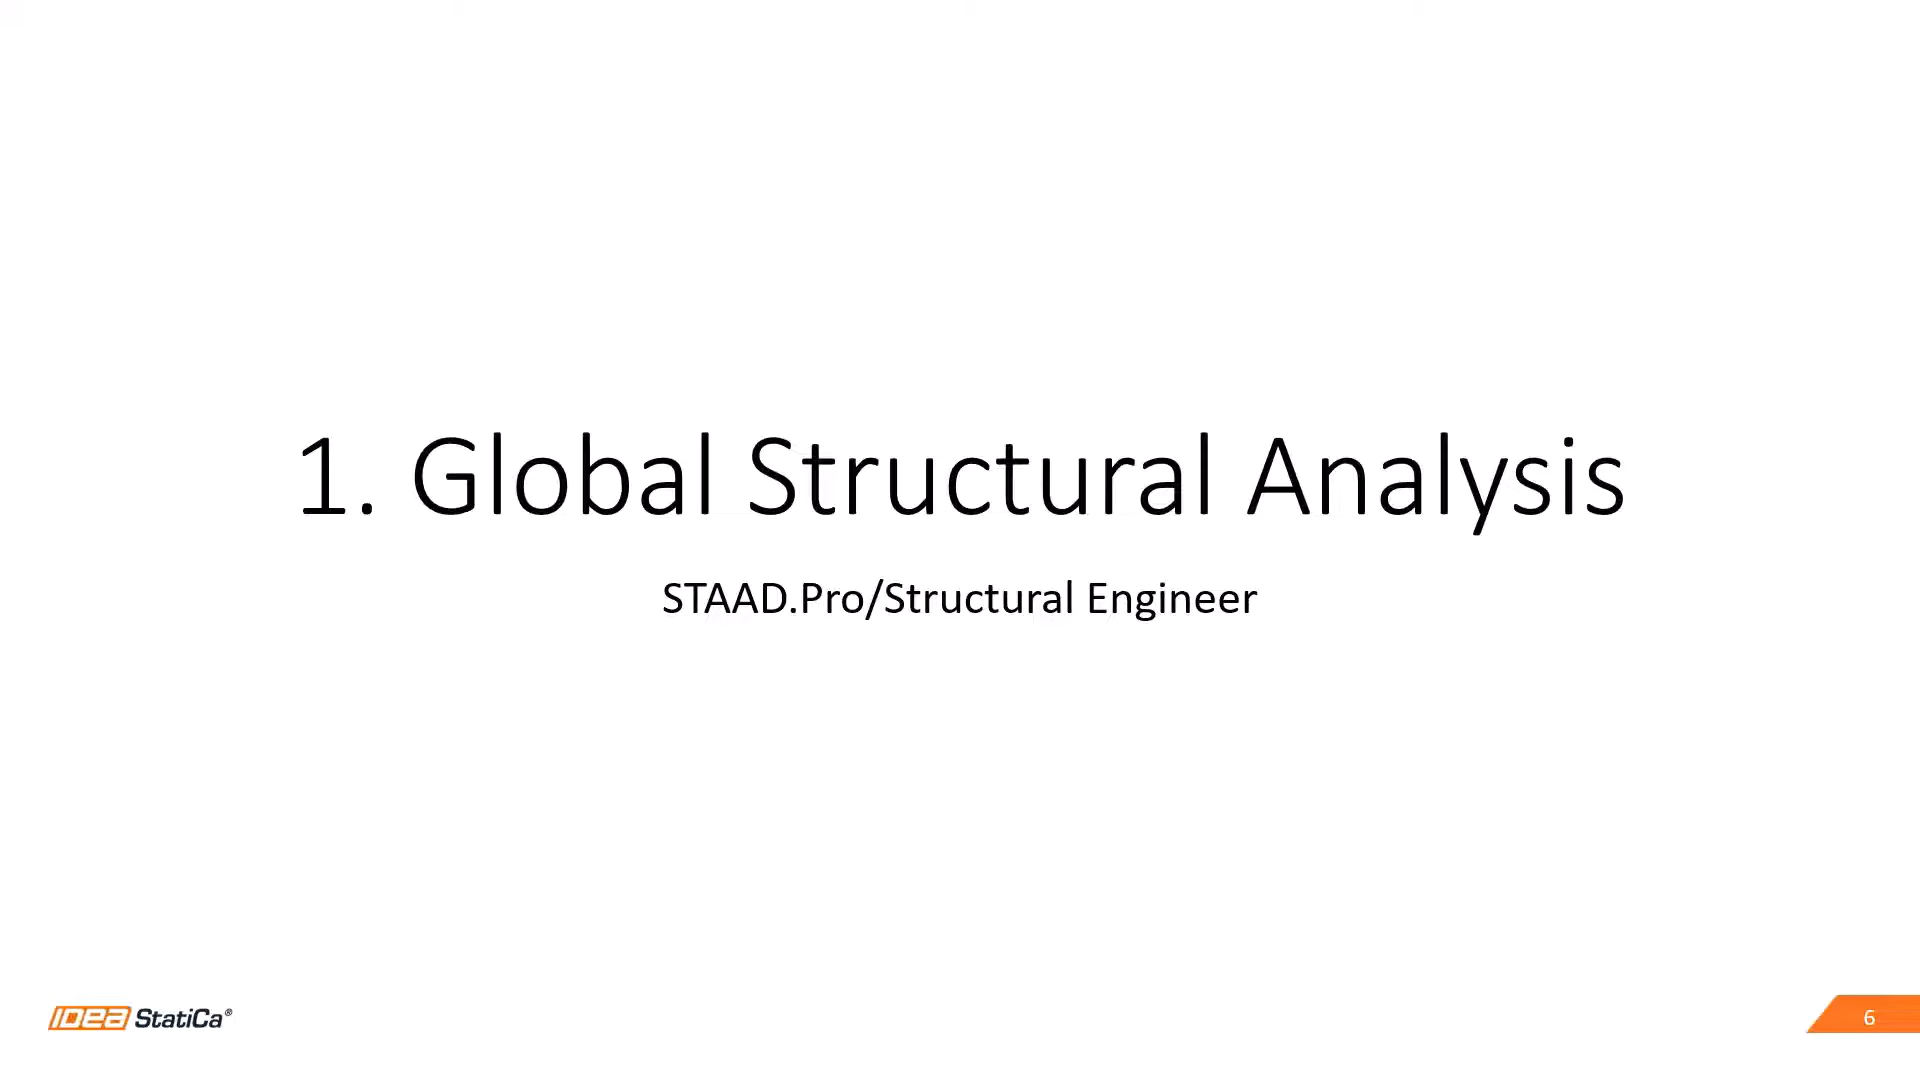 1. Global Structural Analysis
STAAD.Pro/Structural Engineer
IDEA StatiCa®
6